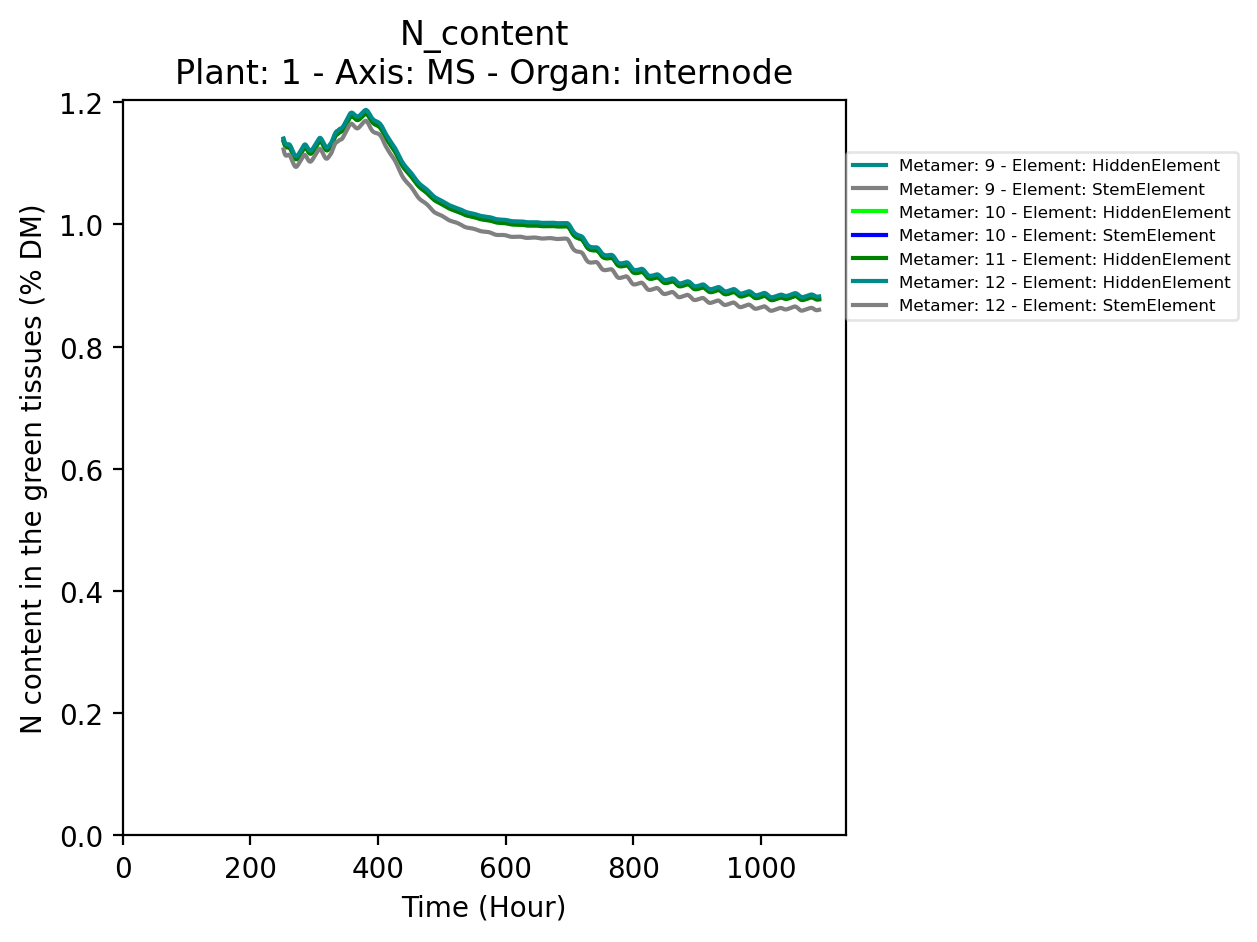 N_content
Plant: 1 - Axis: MS - Organ: internode
1.2
1.0
0.8
0.6
0.4
0.2
0.0
N content in the green tissues (% DM)
0 200 400 600 800 1000
Time (Hour)
Metamer: 9 - Element: HiddenElement
Metamer: 9 - Element: StemElement
Metamer: 10 - Element: HiddenElement
Metamer: 10 - Element: StemElement
Metamer: 11 - Element: HiddenElement
Metamer: 12 - Element: HiddenElement
Metamer: 12 - Element: StemElement